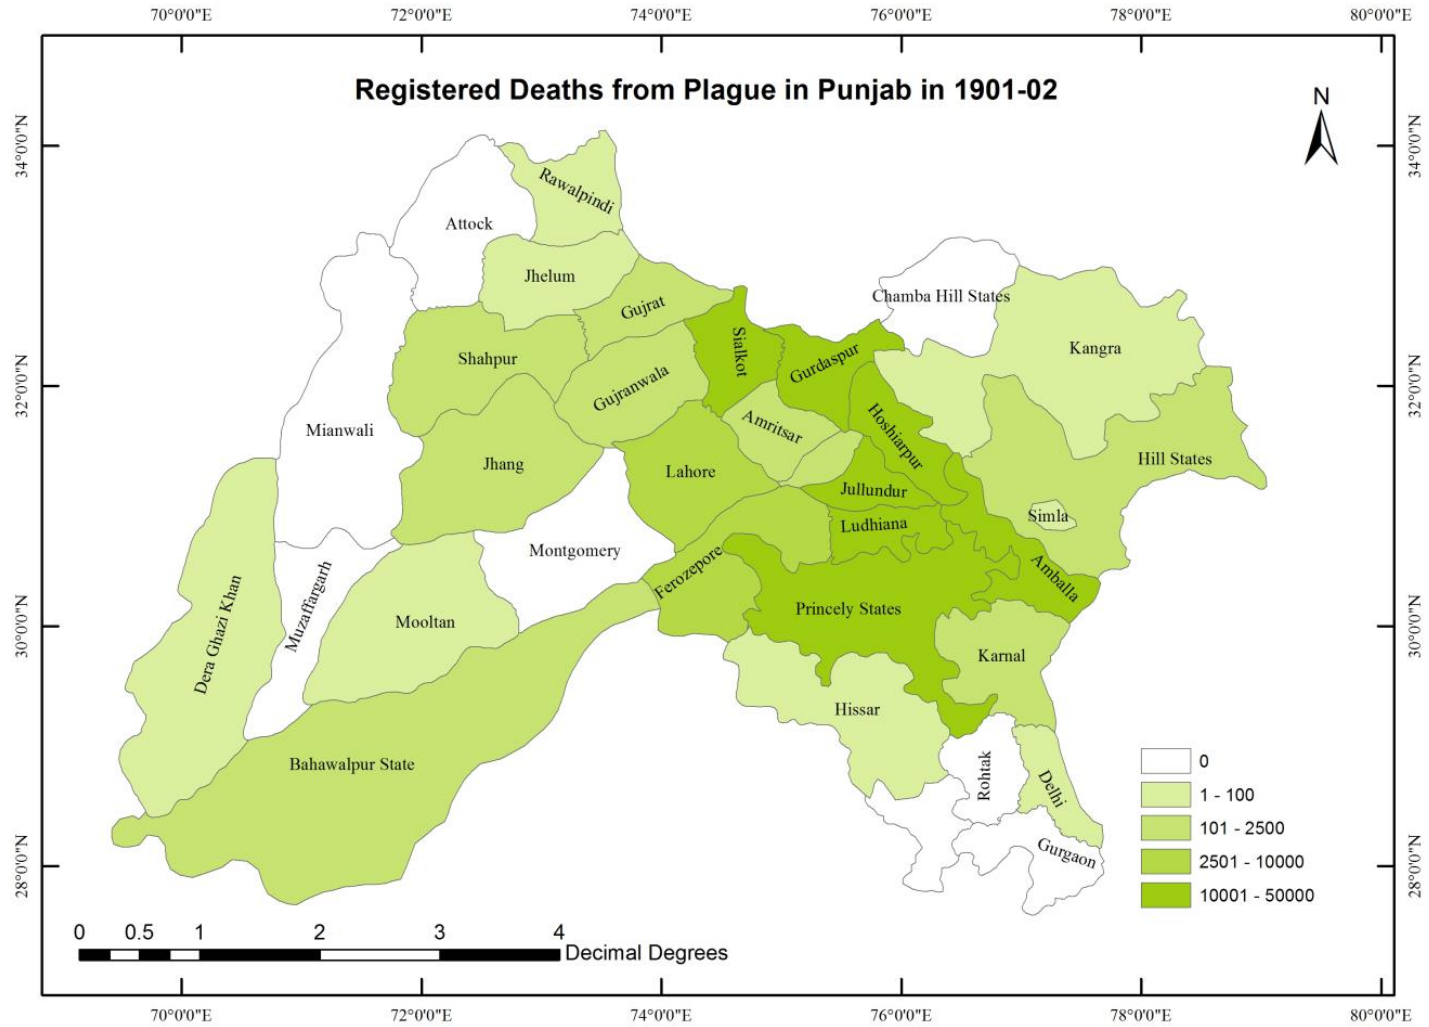 70°0'0"E 72°0'0"E 74°0'0"E 76°0'0"E 78°0'0"E 80°0'0"E
Registered Deaths from Plague in Punjab in 1901-02
N
34°0'0"N
34°0'0"N
Rawalpindi
Attock
Jhelum
Chamba Hill States
Gujrat
Sialkot
Kangra
Shahpur
Gurdaspur
32°0'0"N
32°0'0"N
Gujranwala
Mianwali
Amritsar
Hoshiarpur
Jhang
Lahore
Hill States
Jullundur
Simla
Ludhiana
Montgomery
Ferozepore
Amballa
Muzaffargarh
Princely States
Dera Ghazi Khan
Mooltan
30°0'0"N
30°0'0"N
Karnal
Hissar
Bahawalpur State
Rohtak
Delhi
Gurgaon
28°0'0"N
28°0'0"N
0
1 - 100
101 - 2500
2501 - 10000
10001 - 50000
0 0.5 1 2 3 4
Decimal Degrees
70°0'0"E 72°0'0"E 74°0'0"E 76°0'0"E 78°0'0"E 80°0'0"E